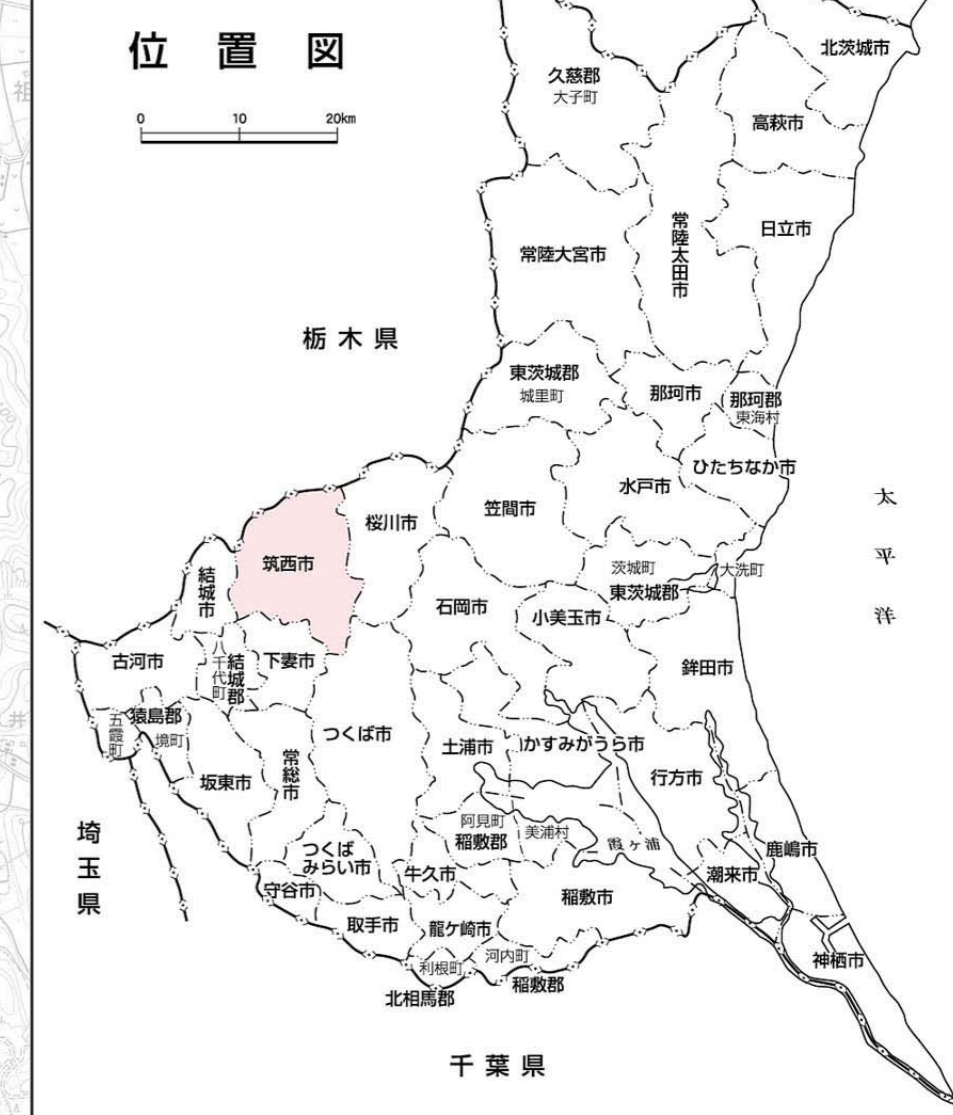 位置図
0 10 20km
祖
北茨城市
久慈郡
大子町
高萩市
日立市
常陸太田市
常陸大宮市
栃木県
東茨城郡
城里町
那珂市
那珂郡
東海村
ひたちなか市
水戸市
笠間市
桜川市
筑西市
結城市
太平洋
茨城町
東茨城郡
大洗町
石岡市
小美玉市
鉾田市
古河市
八千代町
結城郡
下妻市
五霞町
猿島郡
境町
井
つくば市
土浦市
かすみがうら市
行方市
坂東市
常総市
阿見町
稲敷郡
美浦村
霞ヶ浦
鹿嶋市
潮来市
埼玉県
つくば
みらい市
牛久市
守谷市
稲敷市
取手市
龍ケ崎市
神栖市
利根町
河内町
北相馬郡
稲敷郡
千葉県